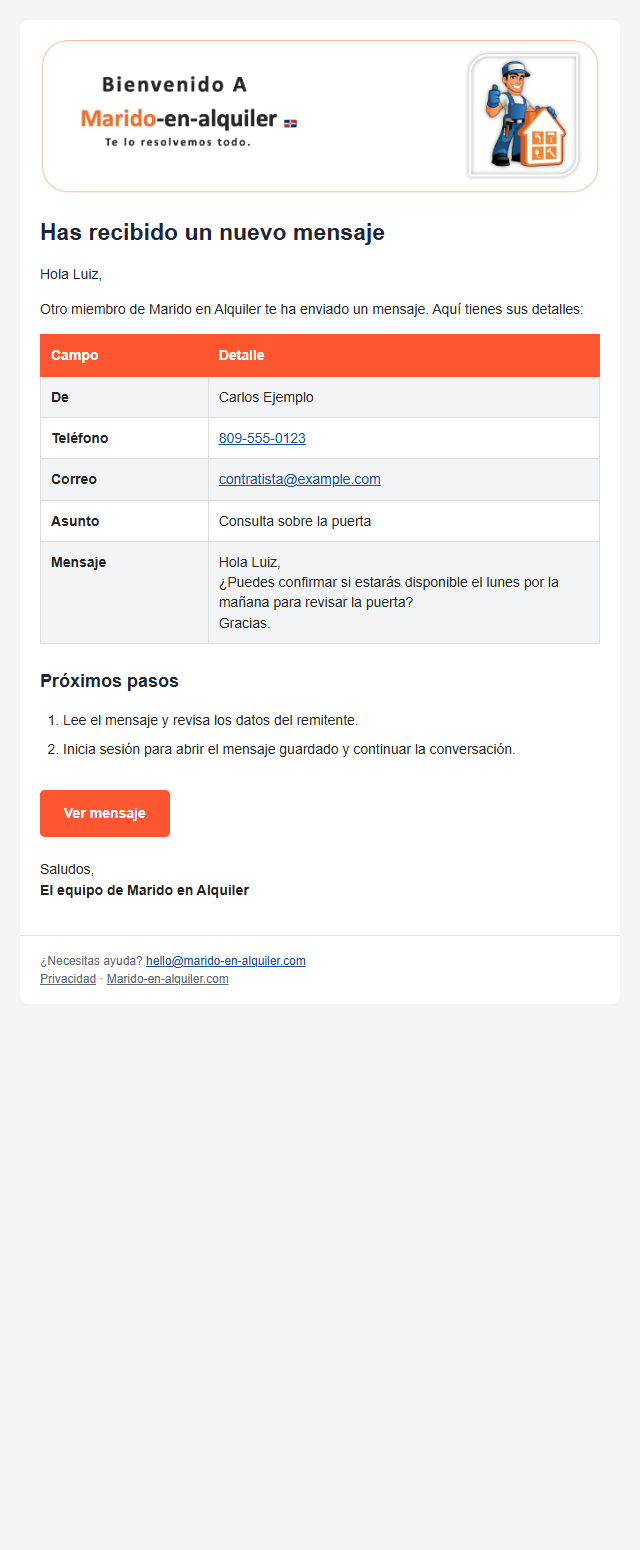 Bienvenido A
Marido-en-alquiler
Te lo resolvemos todo.
Has recibido un nuevo mensaje
Hola Luiz,
Otro miembro de Marido en Alquiler te ha enviado un mensaje. Aquí tienes sus detalles:
Campo Detalle
De Carlos Ejemplo
Teléfono 809-555-0123
Correo contratista@example.com
Asunto Consulta sobre la puerta
Mensaje Hola Luiz,
¿Puedes confirmar si estarás disponible el lunes por la
mañana para revisar la puerta?
Gracias.
Próximos pasos
1. Lee el mensaje y revisa los datos del remitente.
2. Inicia sesión para abrir el mensaje guardado y continuar la conversación.
Ver mensaje
Saludos,
El equipo de Marido en Alquiler
¿Necesitas ayuda? hello@marido-en-alquiler.com
Privacidad · Marido-en-alquiler.com